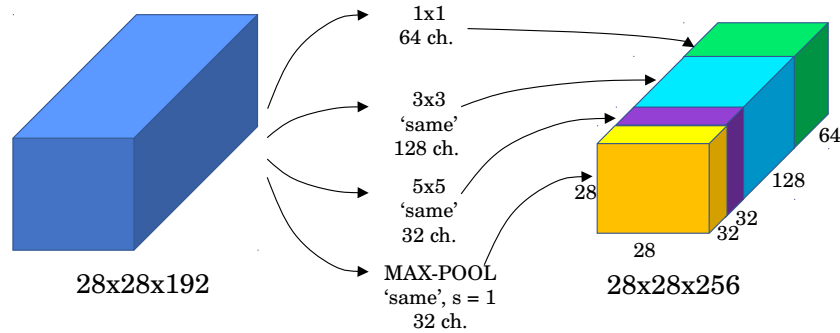 28x28x192
1x1
64 ch.
3x3
‘same’
128 ch.
5x5
‘same’
32 ch.
MAX-POOL
‘same’, s = 1
32 ch.
64
128
32
32
28
28
28x28x256